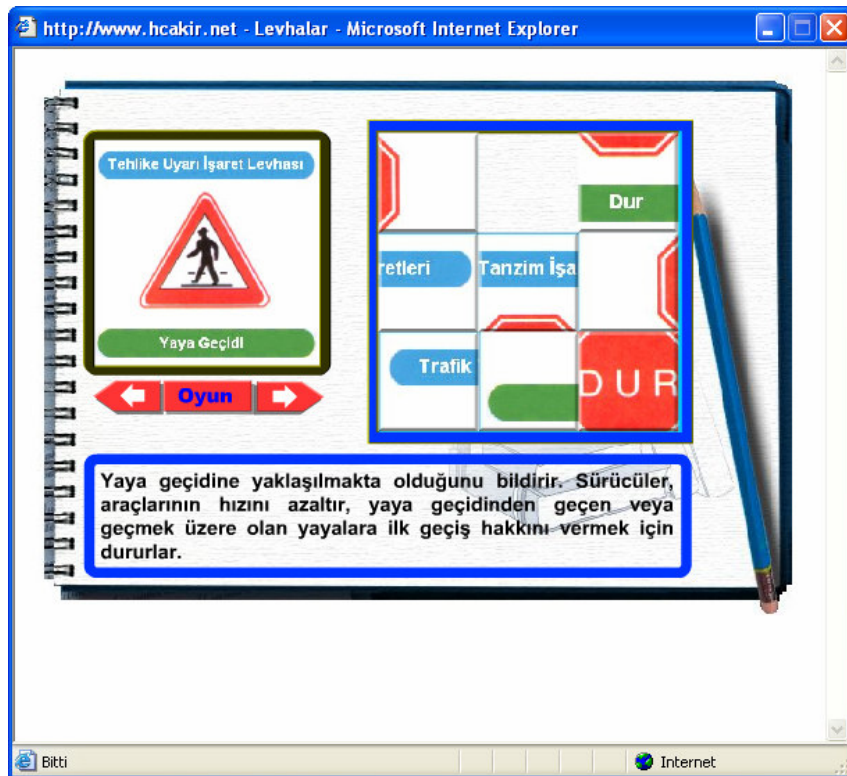 http://www.hcakir.net - Levhalar - Microsoft Internet Explorer
Tehlike Uyarı İşaret Levhası
Yaya Geçidi
Oyun
Dur
retleri
Tanzim İşa
Trafik
DUR
Yaya geçidine yaklaşılmakta olduğunu bildirir. Sürücüler,
araçlarının hızını azaltır, yaya geçidinden geçen veya
geçmek üzere olan yayalara ilk geçiş hakkını vermek için
dururlar.
Bitti
Internet